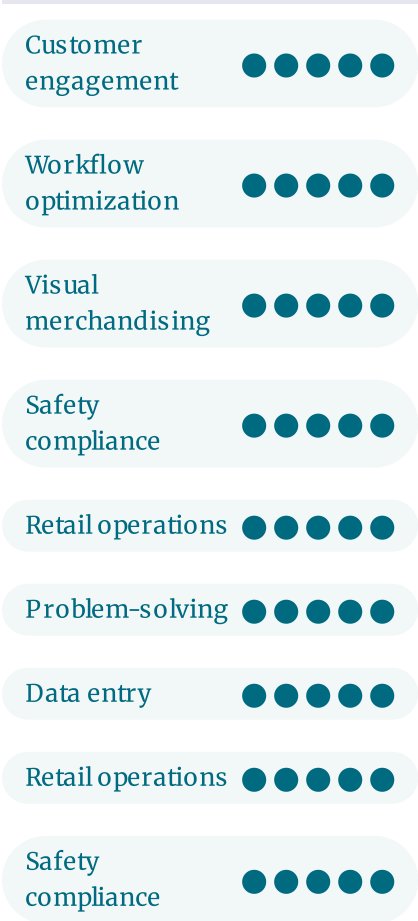 Customer
engagement
Workflow
optimization
Visual
merchandising
Safety
compliance
Retail operations
Problem-solving
Data entry
Retail operations
Safety
compliance